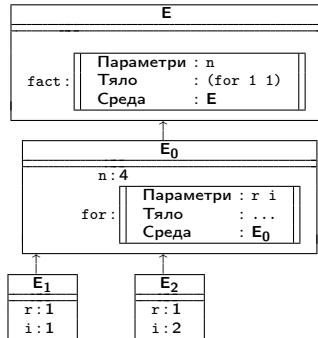 E
Параметри : n
fact : Тяло : (for 1 1)
Среда : E
E0
n : 4
Параметри : r i
for : Тяло : ...
Среда : E0
E1 E2
r : 1 r : 1
i : 1 i : 2